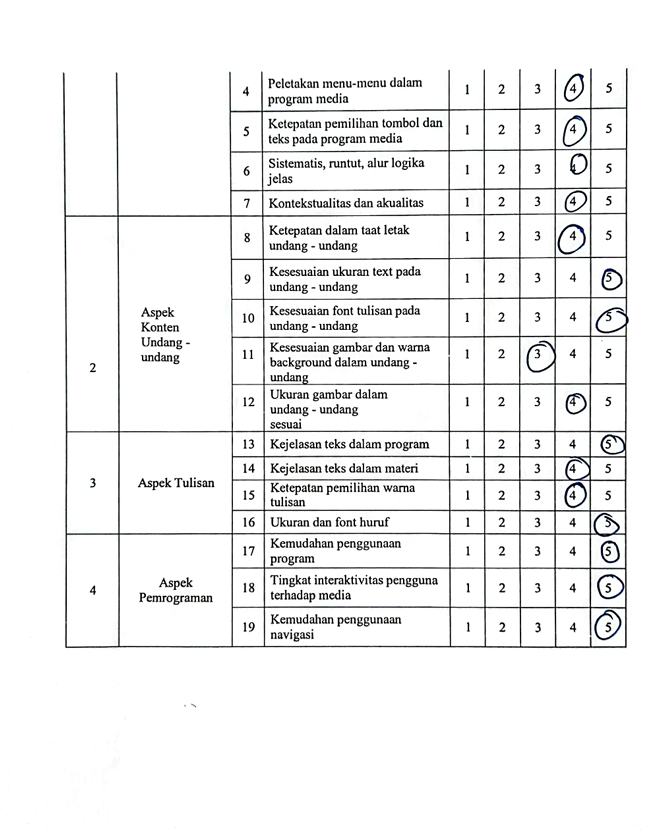 4 Peletakan menu-menu dalam 1 2 3 4 5
program media
5 Ketepatan pemilihan tombol dan 1 2 3 4 5
teks pada program media
6 Sistematis, runtut, alur logika 1 2 3 4 5
jelas
7 Kontekstualitas dan akualitas 1 2 3 4 5
2 Aspek
Konten
Undang -
undang
8 Ketepatan dalam taat letak 1 2 3 4 5
undang - undang
9 Kesesuaian ukuran text pada 1 2 3 4 5
undang - undang
10 Kesesuaian font tulisan pada 1 2 3 4 5
undang - undang
11 Kesesuaian gambar dan warna 1 2 3 4 5
background dalam undang -
undang
12 Ukuran gambar dalam 1 2 3 4 5
undang - undang
sesuai
3 Aspek Tulisan
13 Kejelasan teks dalam program 1 2 3 4 5
14 Kejelasan teks dalam materi 1 2 3 4 5
15 Ketepatan pemilihan warna 1 2 3 4 5
tulisan
16 Ukuran dan font huruf 1 2 3 4 5
4 Aspek
Pemrograman
17 Kemudahan penggunaan 1 2 3 4 5
program
18 Tingkat interaktivitas pengguna 1 2 3 4 5
terhadap media
19 Kemudahan penggunaan 1 2 3 4 5
navigasi